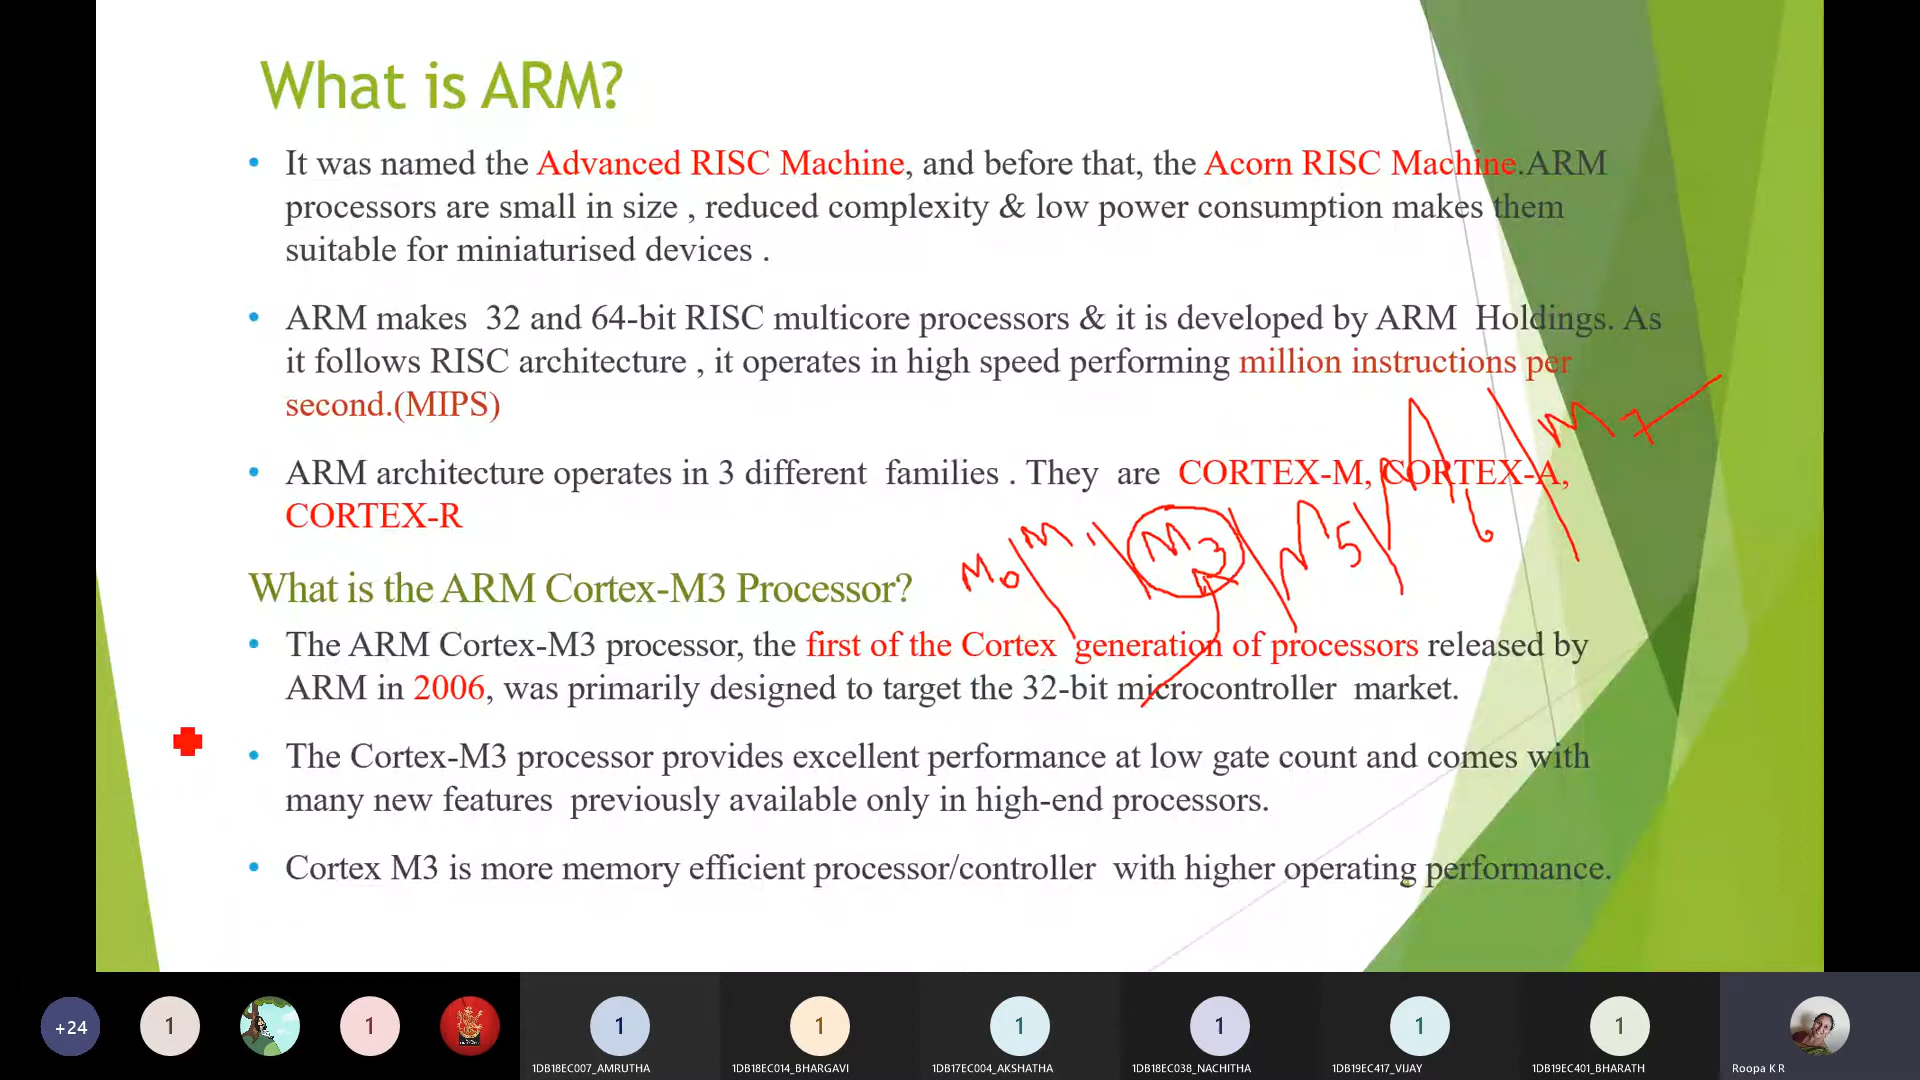 What is ARM?
• It was named the Advanced RISC Machine, and before that, the Acorn RISC Machine.ARM
processors are small in size , reduced complexity & low power consumption makes them
suitable for miniaturised devices .
• ARM makes 32 and 64-bit RISC multicore processors & it is developed by ARM Holdings. As
it follows RISC architecture , it operates in high speed performing million instructions per
second.(MIPS)
• ARM architecture operates in 3 different families . They are CORTEX-M, CORTEX-A,
CORTEX-R
M0 / M1 / M3 / M5 / M6 / M7
What is the ARM Cortex-M3 Processor?
• The ARM Cortex-M3 processor, the first of the Cortex generation of processors released by
ARM in 2006, was primarily designed to target the 32-bit microcontroller market.
• The Cortex-M3 processor provides excellent performance at low gate count and comes with
many new features previously available only in high-end processors.
• Cortex M3 is more memory efficient processor/controller with higher operating performance.
+24 1 1 1 1 1 1 1 1
1DB18EC007_AMRUTHA 1DB18EC014_BHARGAVI 1DB17EC004_AKSHATHA 1DB18EC038_NACHITHA 1DB19EC417_VIJAY 1DB19EC401_BHARATH Roopa K R